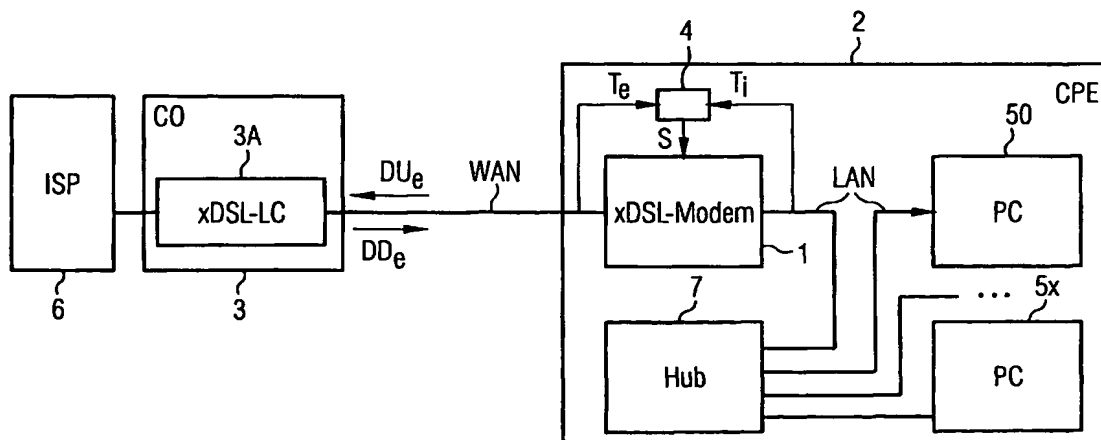 2
4
Te
Ti
CPE
CO
3A
S
50
ISP
xDSL-LC
DUe
WAN
xDSL-Modem
LAN
PC
DDe
1
6
3
7
... 5x
Hub
PC